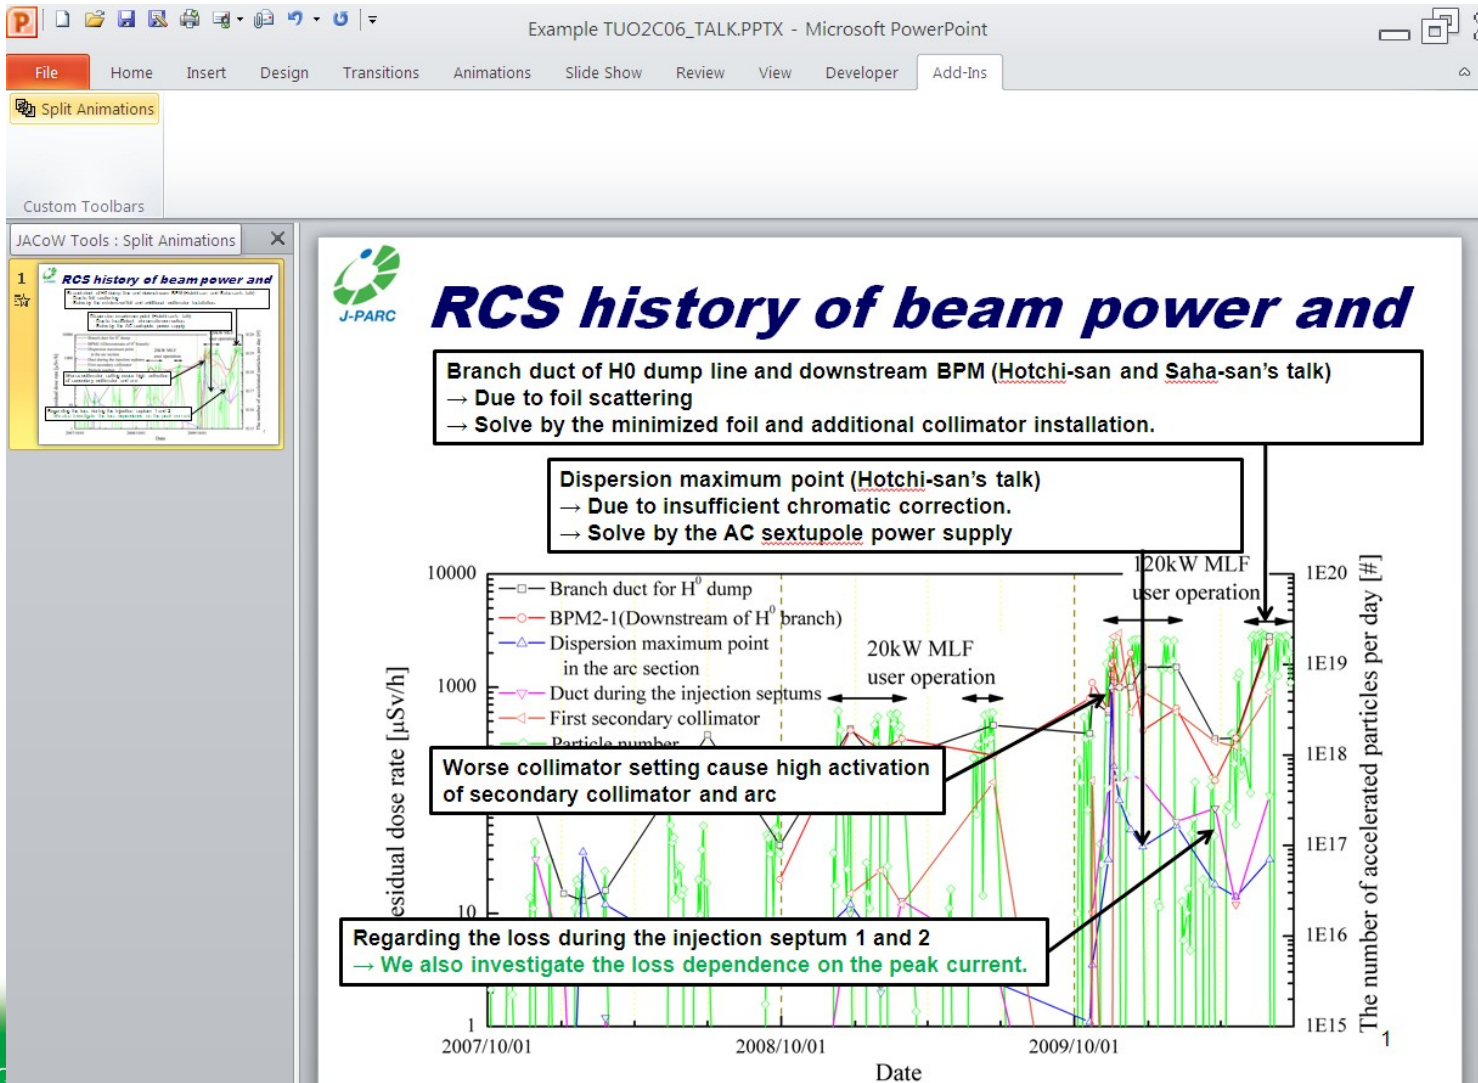 Example TUO2C06_TALK.PPTX - Microsoft PowerPoint
File Home Insert Design Transitions Animations Slide Show Review View Developer Add-Ins
Split Animations
Custom Toolbars
JACoW Tools : Split Animations
1
RCS history of beam power and
J-PARC
RCS history of beam power and
Branch duct of H0 dump line and downstream BPM (Hotchi-san and Saha-san's talk)
→ Due to foil scattering
→ Solve by the minimized foil and additional collimator installation.
Dispersion maximum point (Hotchi-san's talk)
→ Due to insufficient chromatic correction.
→ Solve by the AC sextupole power supply
120kW MLF
user operation
20kW MLF
user operation
Branch duct for H⁰ dump
BPM2-1(Downstream of H⁰ branch)
Dispersion maximum point
in the arc section
Duct during the injection septums
First secondary collimator
Particle number
Worse collimator setting cause high activation
of secondary collimator and arc
Regarding the loss during the injection septum 1 and 2
→ We also investigate the loss dependence on the peak current.
10000
1000
10
1
esidual dose rate [µSv/h]
1E20
1E19
1E18
1E17
1E16
1E15
The number of accelerated particles per day [#]
2007/10/01 2008/10/01 2009/10/01
Date
1